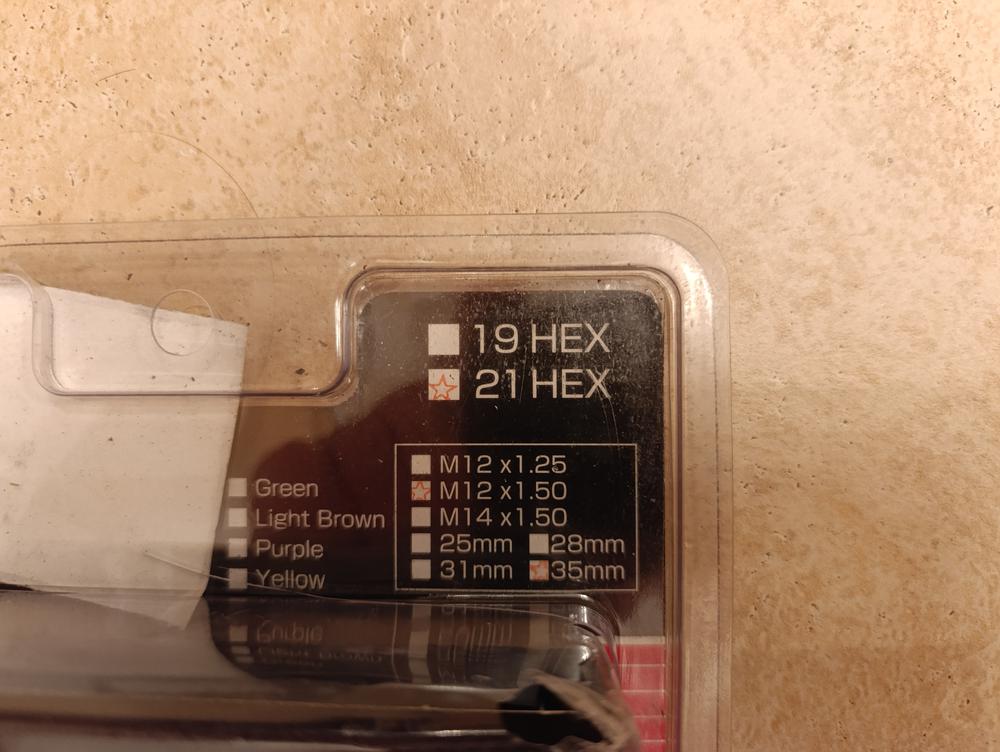 19 HEX
21 HEX
Green
Light Brown
Purple
Yellow
M12 x1.25
M12 x1.50
M14 x1.50
25mm 28mm
31mm 35mm